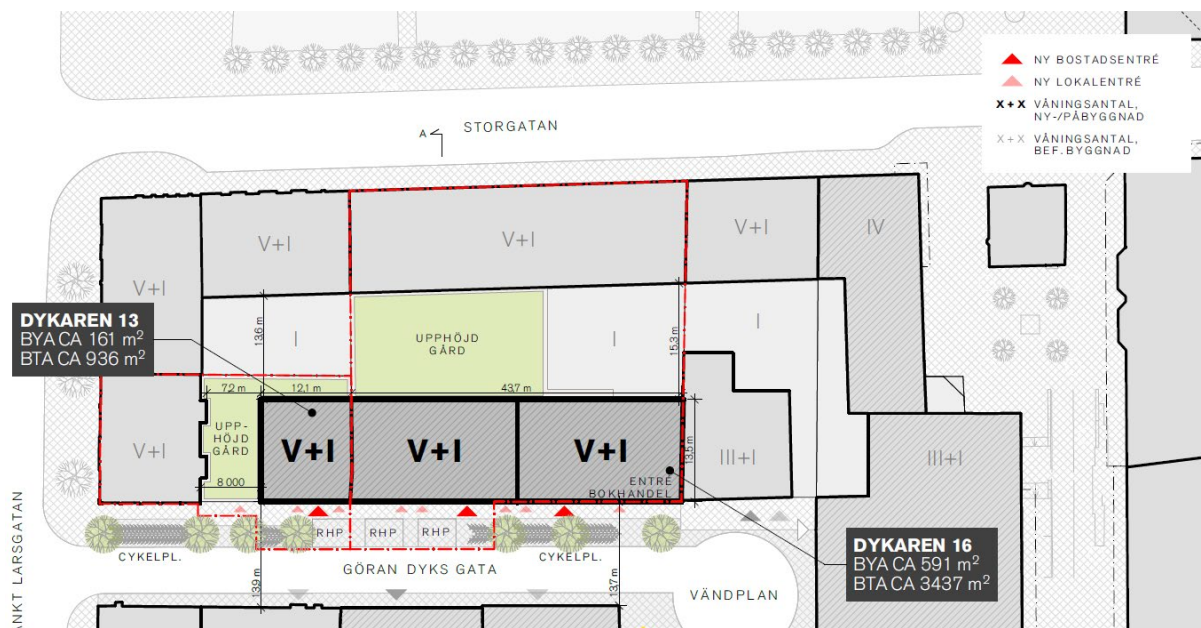 NY BOSTADSENTRÉ
NY LOKALENTRÉ
X+X VÅNINGSANTAL,
NY-/PÅBYGGNAD
X+X VÅNINGSANTAL,
BEF. BYGGNAD
A
STORGATAN
V+I
V+I
V+I
IV
V+I
DYKAREN 13
BYA CA 161 m²
BTA CA 936 m²
13,6 m
I
UPPHÖJD
GÅRD
I
15,3 m
I
7,2 m
12,1 m
43,7 m
V+I
UPP-
HÖJD
GÅRD
8 000
V+I
V+I
V+I
13,5 m
III+I
III+I
ENTRÉ
BOKHANDEL
RHP
RHP
RHP
CYKELPL.
CYKELPL.
GÖRAN DYKS GATA
13,9 m
13,7 m
VÄNDPLAN
DYKAREN 16
BYA CA 591 m²
BTA CA 3437 m²
NKT LARSGATAN